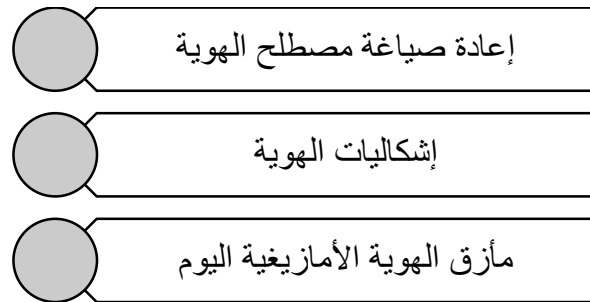 إعادة صياغة مصطلح الهوية
إشكاليات الهوية
مأزق الهوية الأمازيغية اليوم